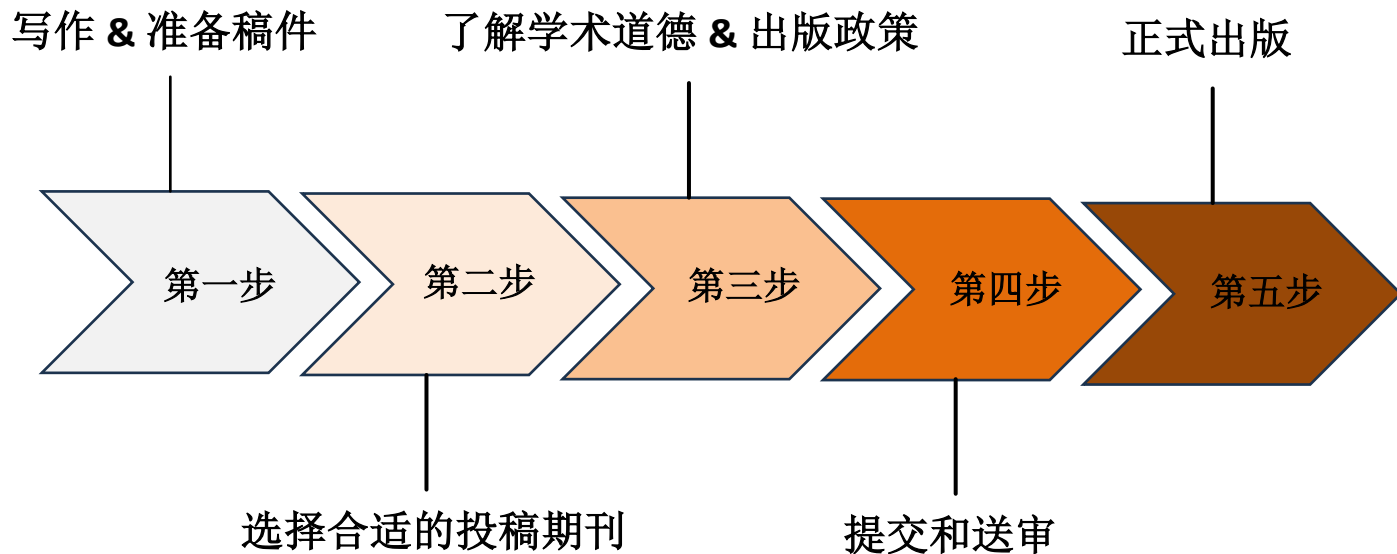 写作 & 准备稿件
了解学术道德 & 出版政策
正式出版
第一步
第二步
第三步
第四步
第五步
选择合适的投稿期刊
提交和送审